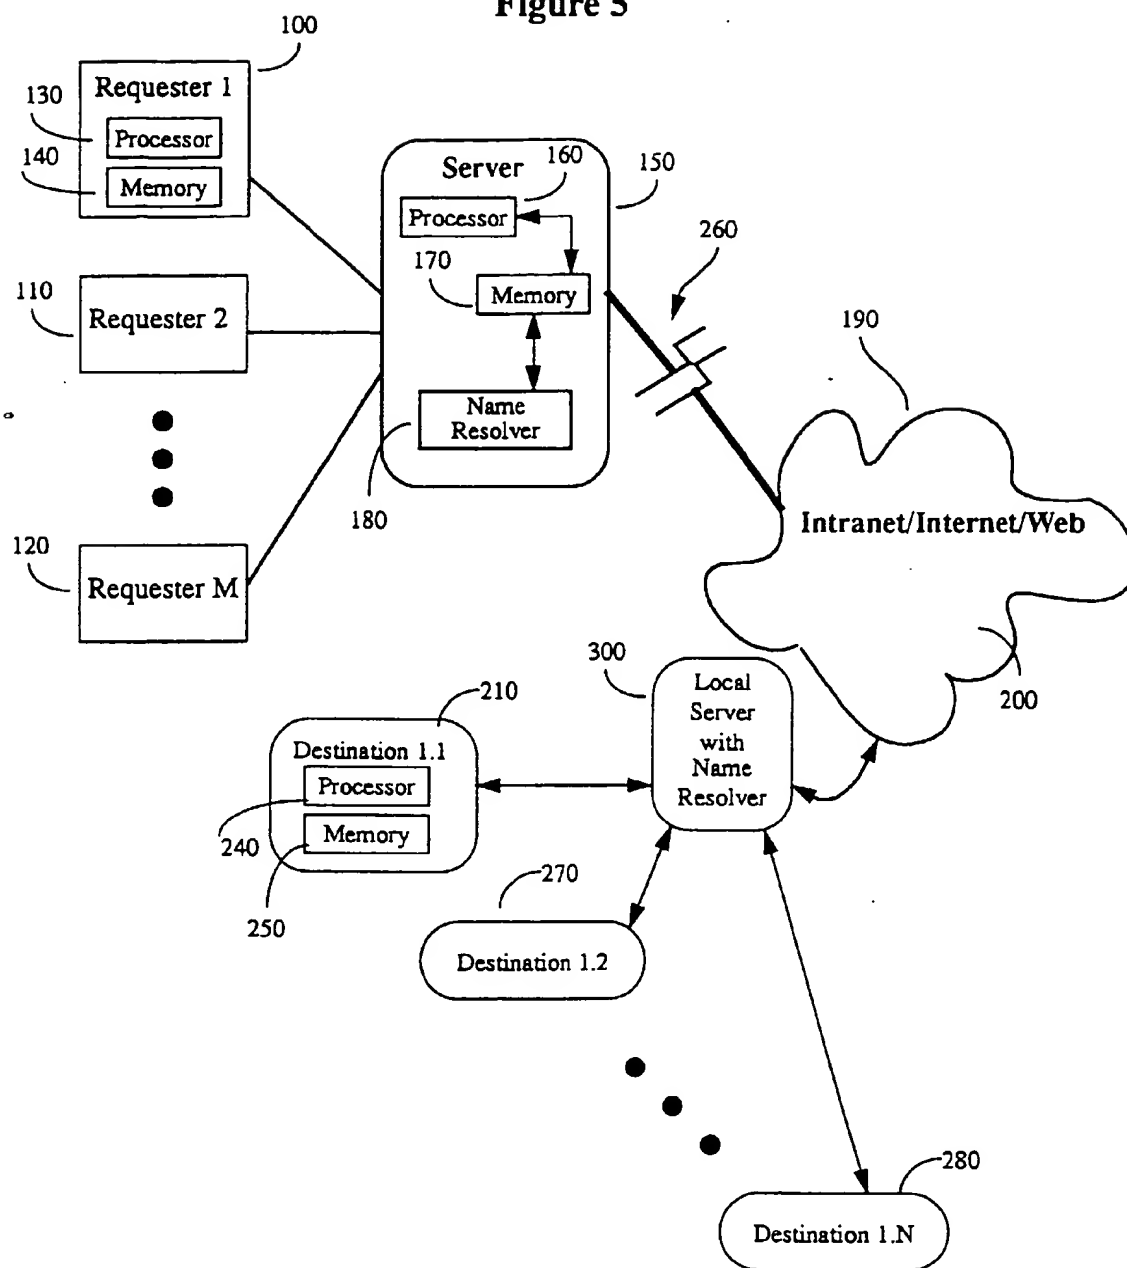 Figure 5
100
Requester 1
130
Processor
140
Memory
Server
160
150
Processor
260
170
Memory
110
Requester 2
190
Name
Resolver
180
Intranet/Internet/Web
120
Requester M
300
Local
Server
with
Name
Resolver
200
210
Destination 1.1
Processor
240
Memory
250
270
Destination 1.2
280
Destination 1.N